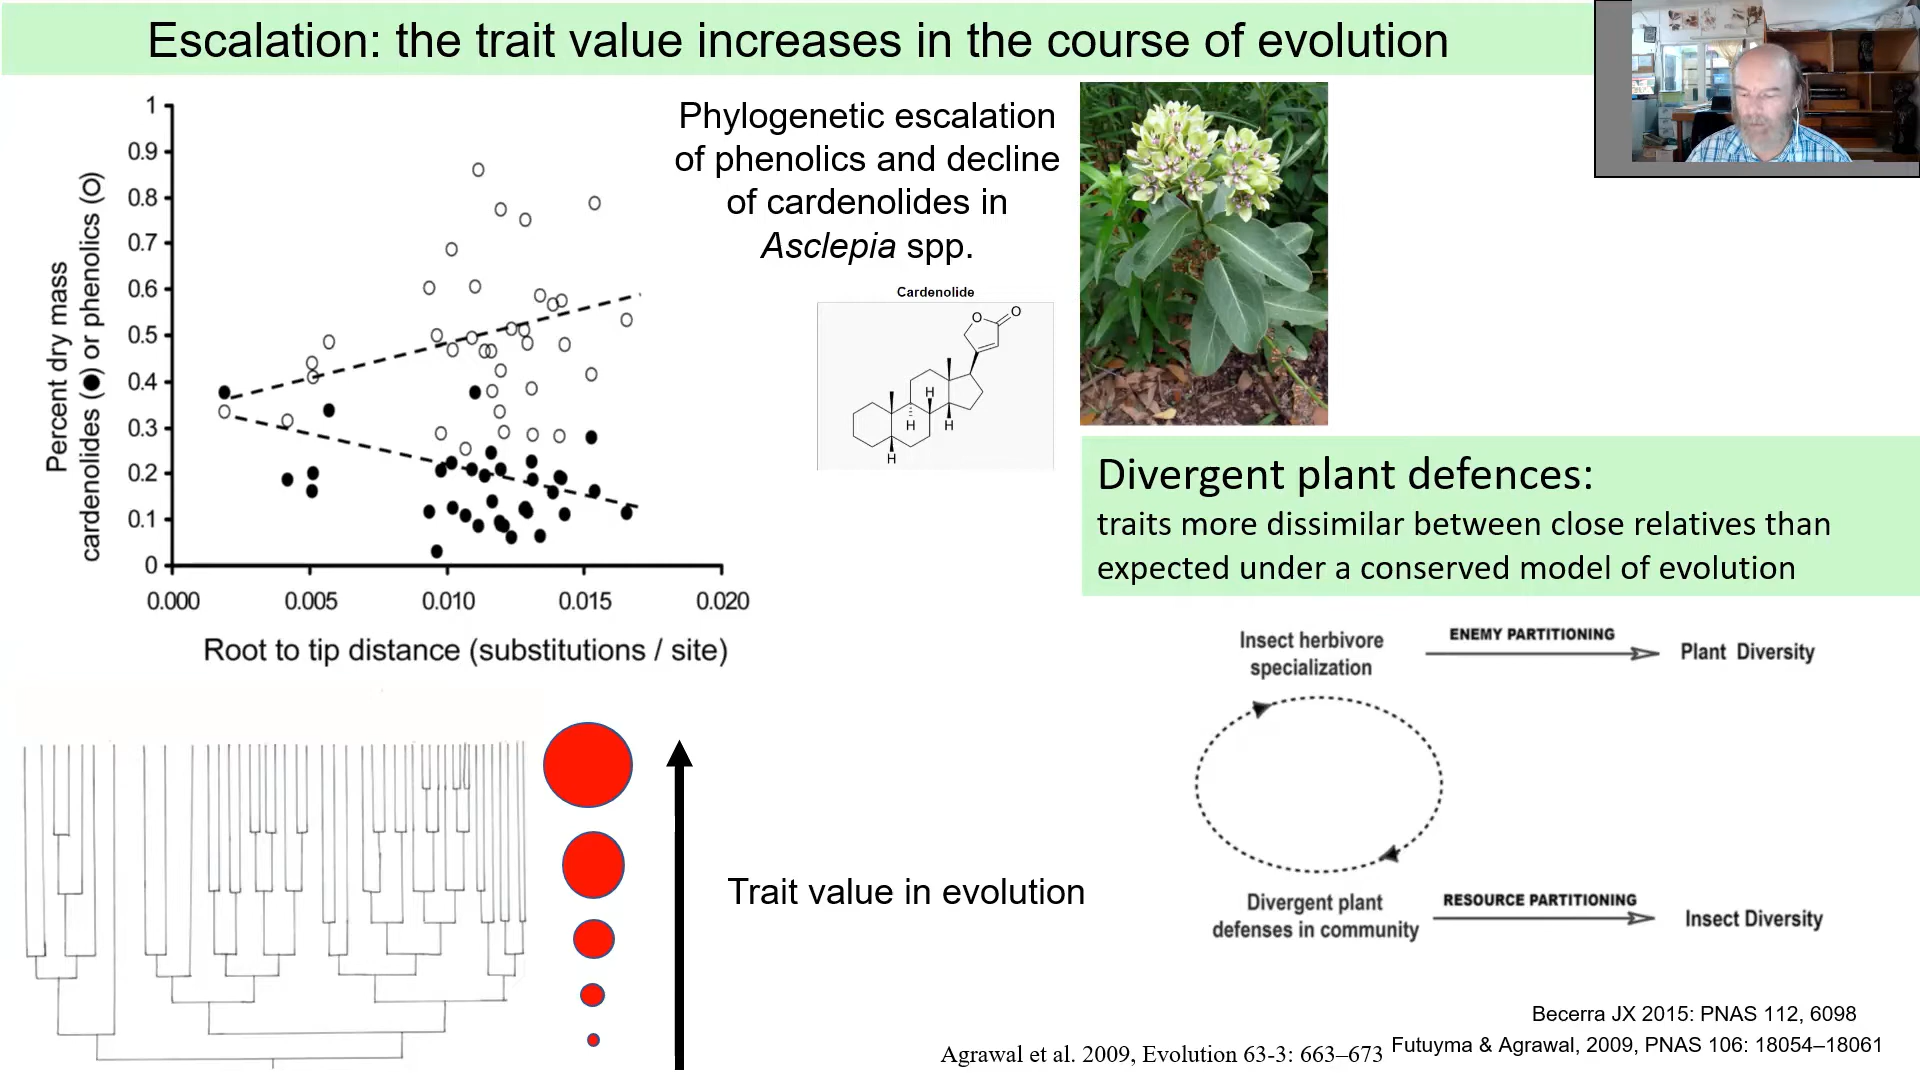 Escalation: the trait value increases in the course of evolution
Percent dry mass
cardenolides (●) or phenolics (O)
1
0.9
0.8
0.7
0.6
0.5
0.4
0.3
0.2
0.1
0
0.000 0.005 0.010 0.015 0.020
Root to tip distance (substitutions / site)
Phylogenetic escalation
of phenolics and decline
of cardenolides in
Asclepia spp.
Cardenolide
O O
H
H H
H
Divergent plant defences:
traits more dissimilar between close relatives than
expected under a conserved model of evolution
Insect herbivore
specialization
ENEMY PARTITIONING
Plant Diversity
Divergent plant
defenses in community
RESOURCE PARTITIONING
Insect Diversity
Trait value in evolution
Becerra JX 2015: PNAS 112, 6098
Agrawal et al. 2009, Evolution 63-3: 663–673
Futuyma & Agrawal, 2009, PNAS 106: 18054–18061